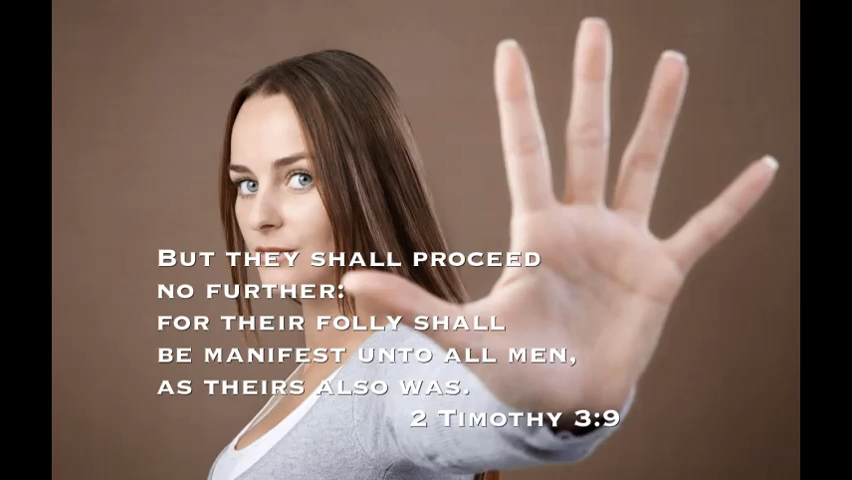 But they shall proceed
no further:
for their folly shall
be manifest unto all men,
as theirs also was.
2 Timothy 3:9